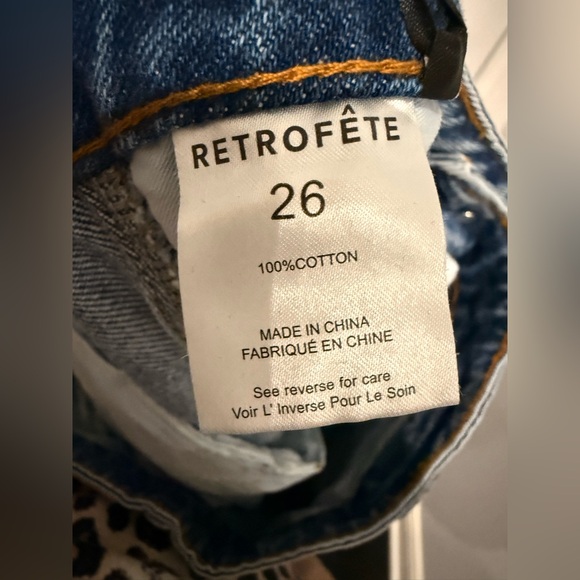 RETROFÊTE
26
100%COTTON
MADE IN CHINA
FABRIQUÉ EN CHINE
See reverse for care
Voir L' Inverse Pour Le Soin